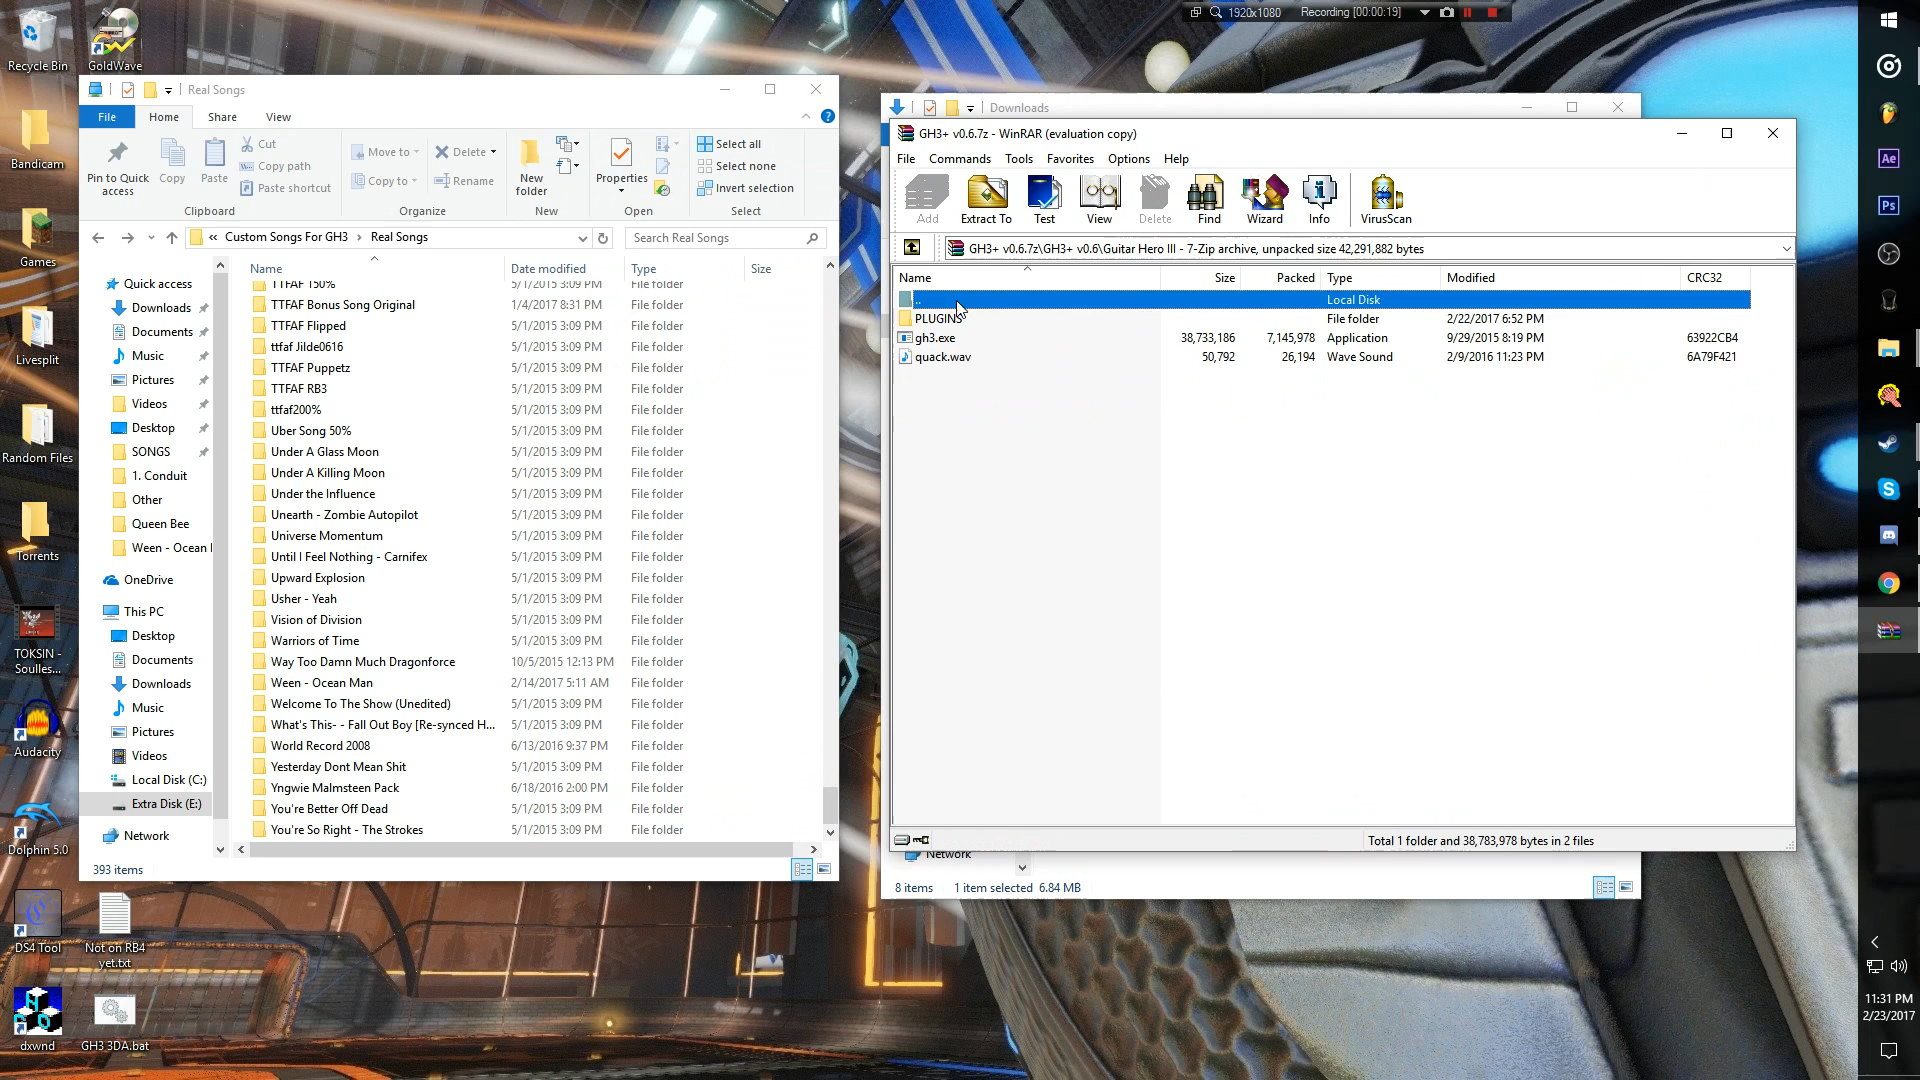 1920x1080 Recording [00:00:19]
Recycle Bin
GoldWave
Bandicam
Games
Livesplit
Random Files
Torrents
TOKSIN - Soulles...
Audacity
Dolphin 5.0
DS4 Tool
Not on RB4 yet.txt
dxwnd
GH3 3DA.bat
Real Songs
File Home Share View
Pin to Quick access
Copy
Paste
Cut
Copy path
Paste shortcut
Clipboard
Move to
Copy to
Delete
Rename
Organize
New folder
New
Properties
Open
Select all
Select none
Invert selection
Select
« Custom Songs For GH3 › Real Songs
Search Real Songs
Quick access
Downloads
Documents
Music
Pictures
Videos
Desktop
SONGS
1. Conduit
Other
Queen Bee
Ween - Ocean
OneDrive
This PC
Desktop
Documents
Downloads
Music
Pictures
Videos
Local Disk (C:)
Extra Disk (E:)
Network
Name Date modified Type Size
TTFAF 150% 5/1/2015 3:09 PM File folder
TTFAF Bonus Song Original 1/4/2017 8:31 PM File folder
TTFAF Flipped 5/1/2015 3:09 PM File folder
ttfaf Jilde0616 5/1/2015 3:09 PM File folder
TTFAF Puppetz 5/1/2015 3:09 PM File folder
TTFAF RB3 5/1/2015 3:09 PM File folder
ttfaf200% 5/1/2015 3:09 PM File folder
Uber Song 50% 5/1/2015 3:09 PM File folder
Under A Glass Moon 5/1/2015 3:09 PM File folder
Under A Killing Moon 5/1/2015 3:09 PM File folder
Under the Influence 5/1/2015 3:09 PM File folder
Unearth - Zombie Autopilot 5/1/2015 3:09 PM File folder
Universe Momentum 5/1/2015 3:09 PM File folder
Until I Feel Nothing - Carnifex 5/1/2015 3:09 PM File folder
Upward Explosion 5/1/2015 3:09 PM File folder
Usher - Yeah 5/1/2015 3:09 PM File folder
Vision of Division 5/1/2015 3:09 PM File folder
Warriors of Time 5/1/2015 3:09 PM File folder
Way Too Damn Much Dragonforce 10/5/2015 12:13 PM File folder
Ween - Ocean Man 2/14/2017 5:11 AM File folder
Welcome To The Show (Unedited) 5/1/2015 3:09 PM File folder
What's This- - Fall Out Boy [Re-synced H... 5/1/2015 3:09 PM File folder
World Record 2008 6/13/2016 9:37 PM File folder
Yesterday Dont Mean Shit 5/1/2015 3:09 PM File folder
Yngwie Malmsteen Pack 6/18/2016 2:00 PM File folder
You're Better Off Dead 5/1/2015 3:09 PM File folder
You're So Right - The Strokes 5/1/2015 3:09 PM File folder
393 items
Downloads
GH3+ v0.6.7z - WinRAR (evaluation copy)
File Commands Tools Favorites Options Help
Add Extract To Test View Delete Find Wizard Info VirusScan
GH3+ v0.6.7z\GH3+ v0.6\Guitar Hero III - 7-Zip archive, unpacked size 42,291,882 bytes
Name Size Packed Type Modified CRC32
.. Local Disk
PLUGINS File folder 2/22/2017 6:52 PM
gh3.exe 38,733,186 7,145,978 Application 9/29/2015 8:19 PM 63922CB4
quack.wav 50,792 26,194 Wave Sound 2/9/2016 11:23 PM 6A79F421
Total 1 folder and 38,783,978 bytes in 2 files
Network
8 items 1 item selected 6.84 MB
Ae
Ps
11:31 PM
2/23/2017